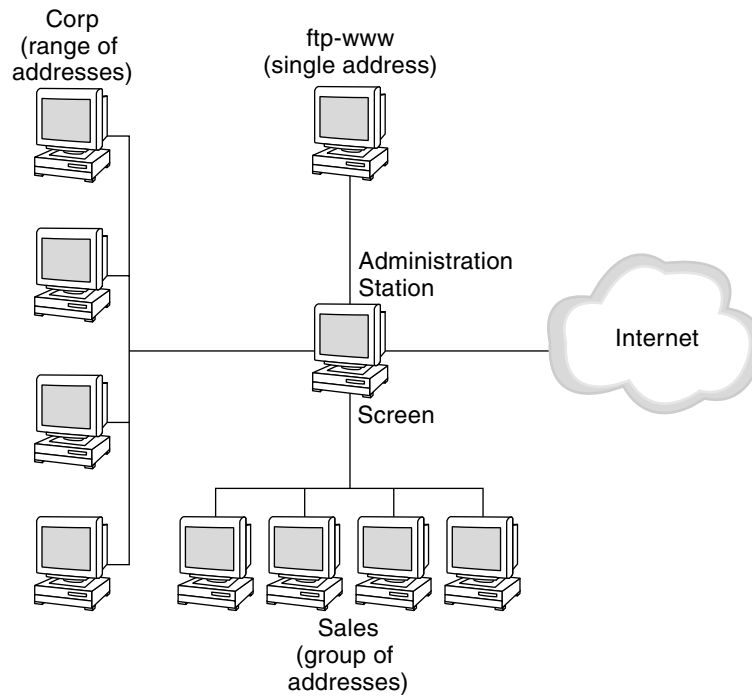 Corp
(range of
addresses)
ftp-www
(single address)
Administration
Station
Internet
Screen
Sales
(group of
addresses)